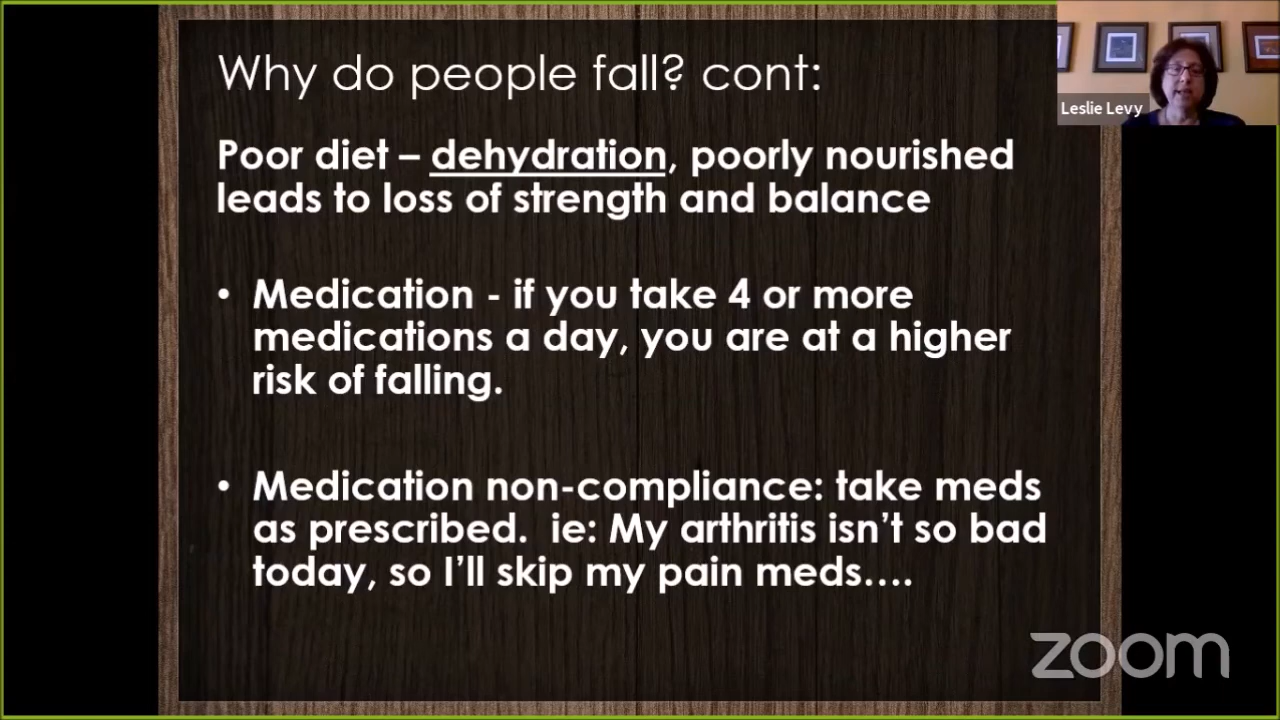 Why do people fall? cont:
Leslie Levy
Poor diet – dehydration, poorly nourished
leads to loss of strength and balance
• Medication - if you take 4 or more
medications a day, you are at a higher
risk of falling.
• Medication non-compliance: take meds
as prescribed.  ie: My arthritis isn’t so bad
today, so I’ll skip my pain meds….
zoom